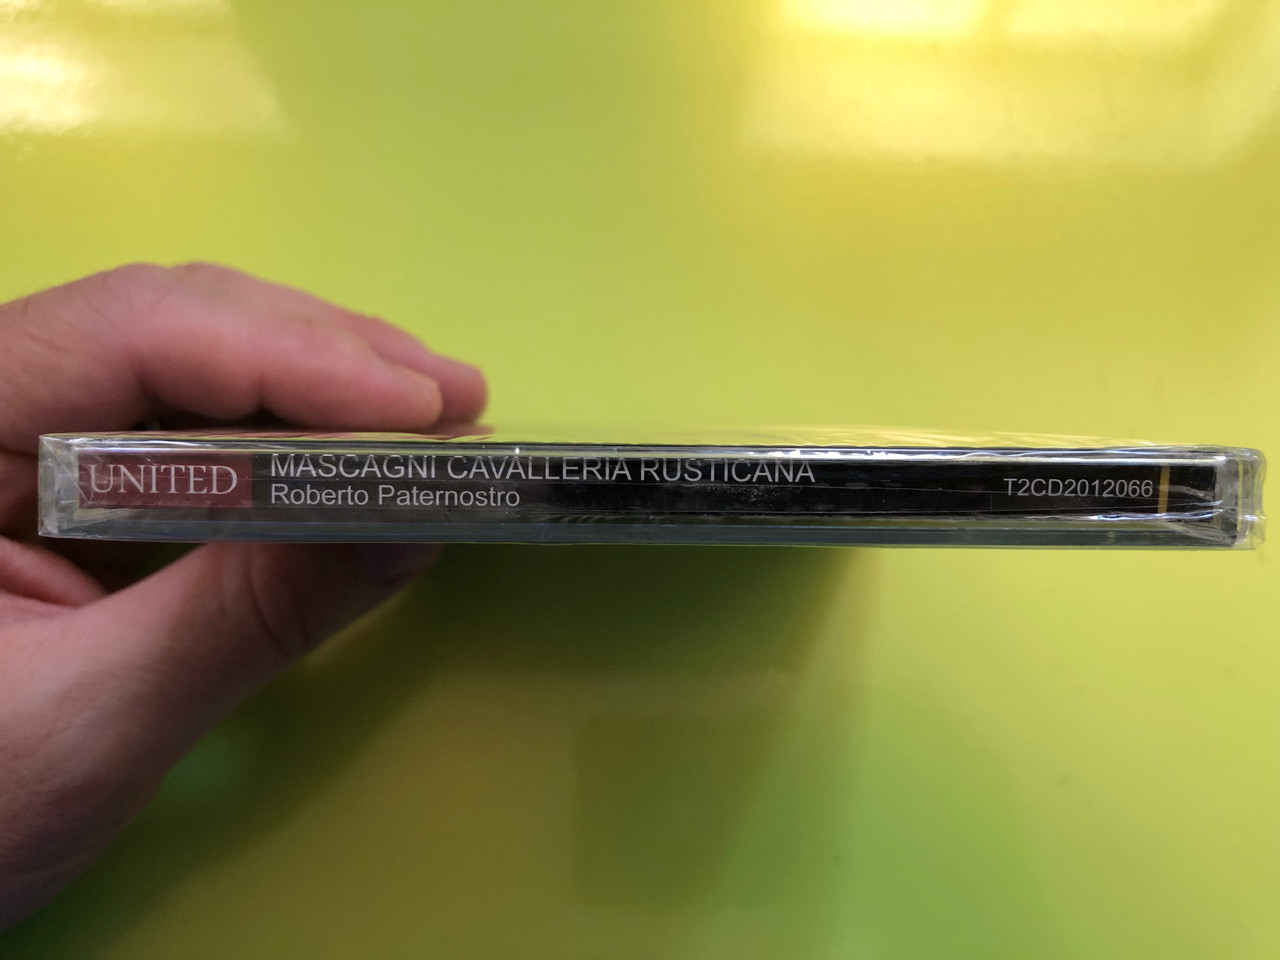 UNITED
MASCAGNI CAVALLERIA RUSTICANA
Roberto Paternostro
T2CD2012066